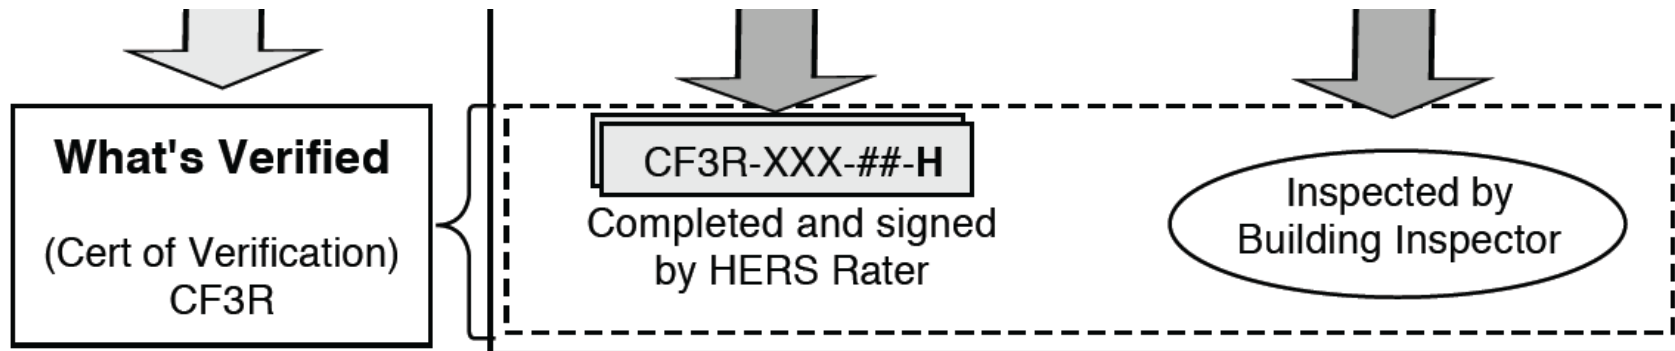 What's Verified
(Cert of Verification)
CF3R
CF3R-XXX-##-H
Completed and signed
by HERS Rater
Inspected by
Building Inspector